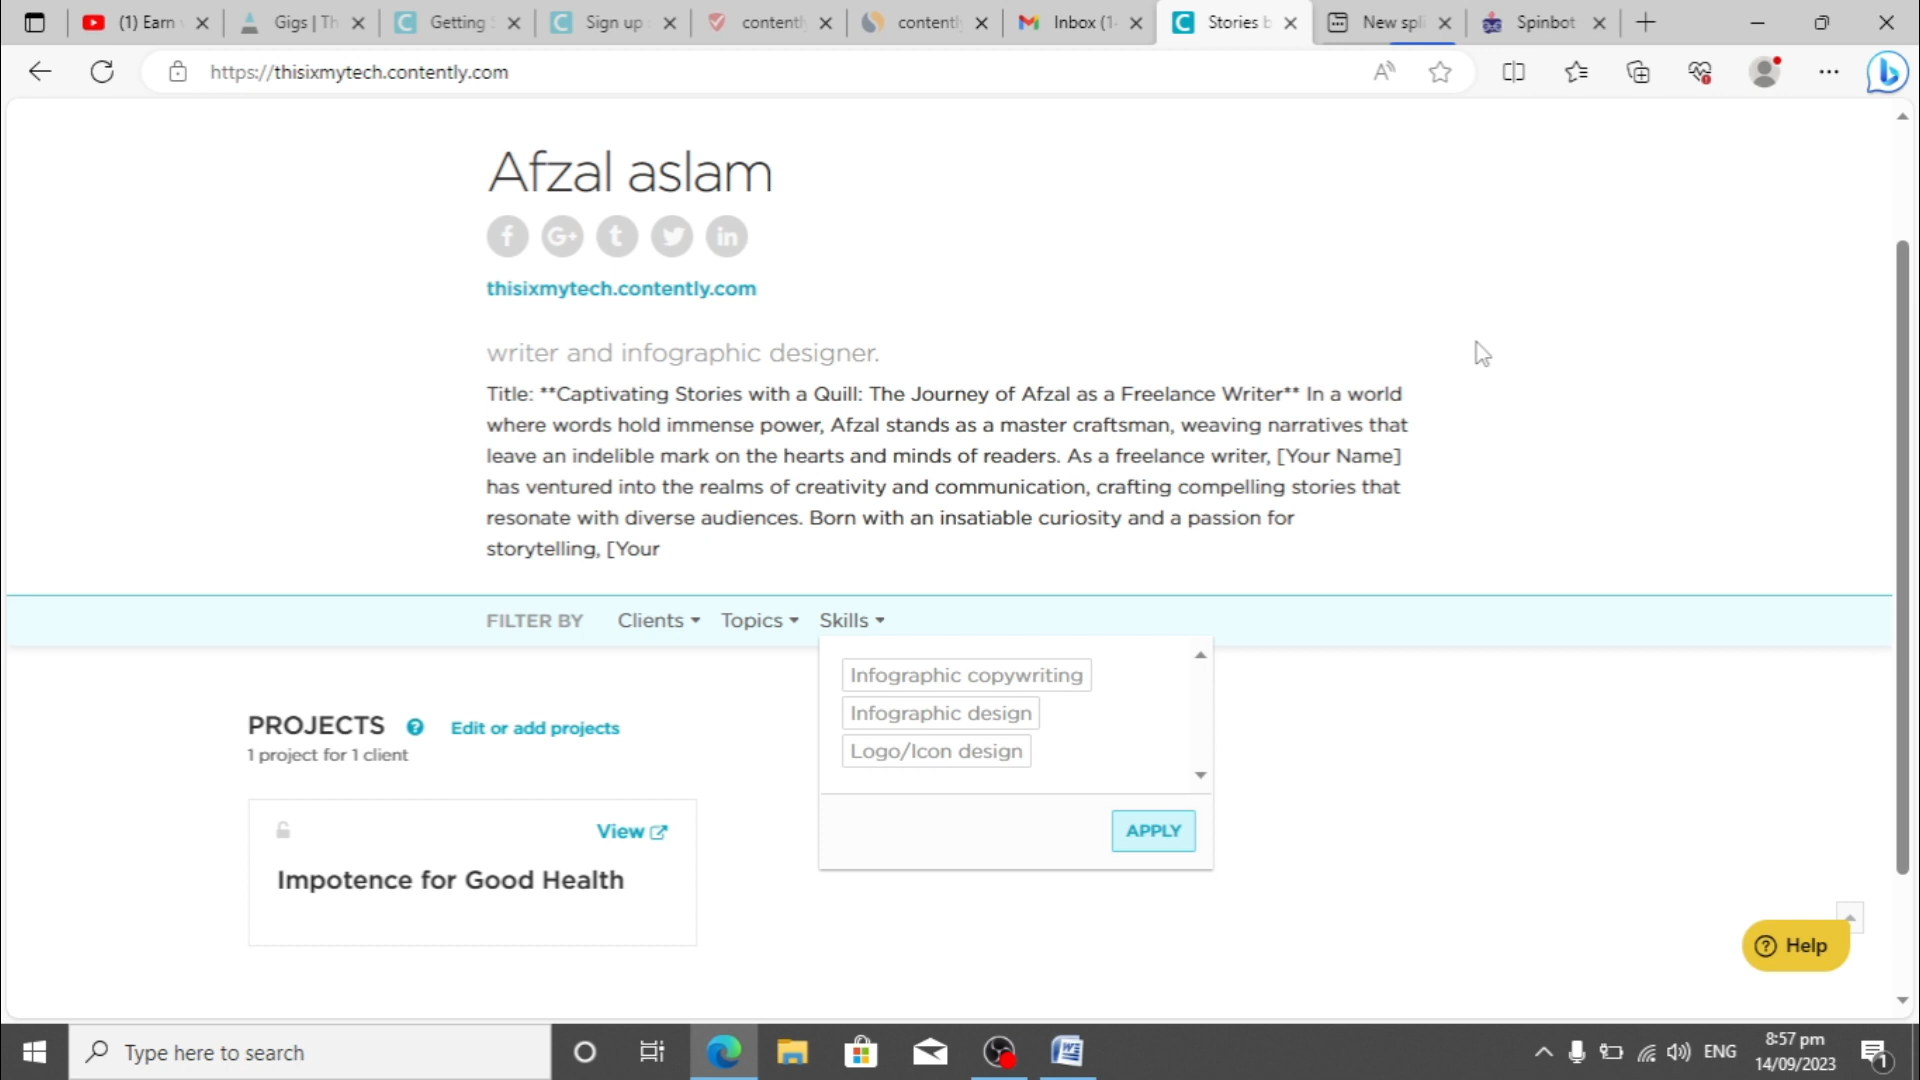 (1) Earn
Gigs | Th
Getting
Sign up
contently
contently
Inbox (1
Stories b
New spli
Spinbot
https://thisixmytech.contently.com
Afzal aslam
thisixmytech.contently.com
writer and infographic designer.
Title: **Captivating Stories with a Quill: The Journey of Afzal as a Freelance Writer** In a world
where words hold immense power, Afzal stands as a master craftsman, weaving narratives that
leave an indelible mark on the hearts and minds of readers. As a freelance writer, [Your Name]
has ventured into the realms of creativity and communication, crafting compelling stories that
resonate with diverse audiences. Born with an insatiable curiosity and a passion for
storytelling, [Your
FILTER BY Clients Topics Skills
Infographic copywriting
Infographic design
Logo/Icon design
APPLY
PROJECTS ? Edit or add projects
1 project for 1 client
View
Impotence for Good Health
? Help
Type here to search
ENG
8:57 pm
14/09/2023
1